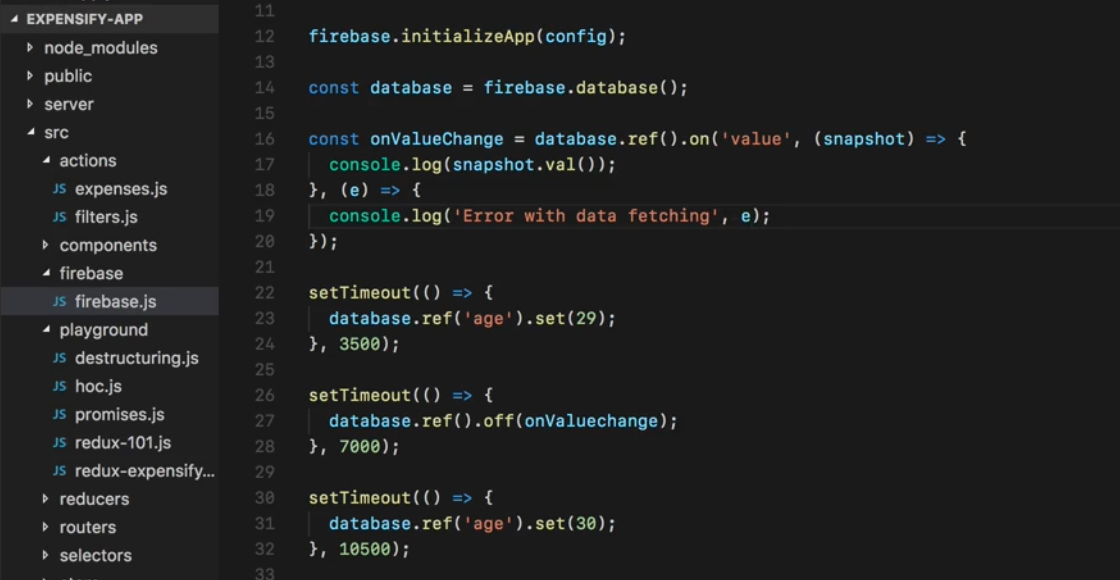 EXPENSIFY-APP
node_modules
public
server
src
actions
JS expenses.js
JS filters.js
components
firebase
JS firebase.js
playground
JS destructuring.js
JS hoc.js
JS promises.js
JS redux-101.js
JS redux-expensify...
reducers
routers
selectors
11
12 firebase.initializeApp(config);
13
14 const database = firebase.database();
15
16 const onValueChange = database.ref().on('value', (snapshot) => {
17 console.log(snapshot.val());
18 }, (e) => {
19 console.log('Error with data fetching', e);
20 });
21
22 setTimeout(() => {
23 database.ref('age').set(29);
24 }, 3500);
25
26 setTimeout(() => {
27 database.ref().off(onValuechange);
28 }, 7000);
29
30 setTimeout(() => {
31 database.ref('age').set(30);
32 }, 10500);
33